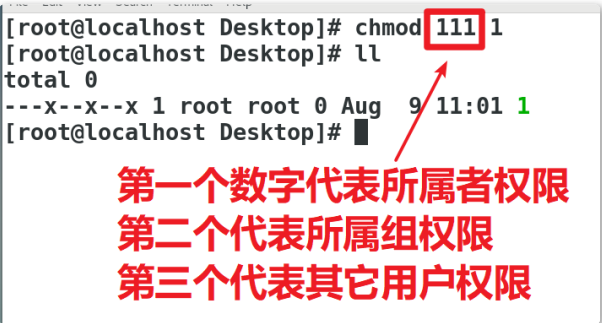 [root@localhost Desktop]# chmod 111 1
[root@localhost Desktop]# ll
total 0
---x--x--x 1 root root 0 Aug  9 11:01 1
[root@localhost Desktop]#
第一个数字代表所属者权限
第二个代表所属组权限
第三个代表其它用户权限